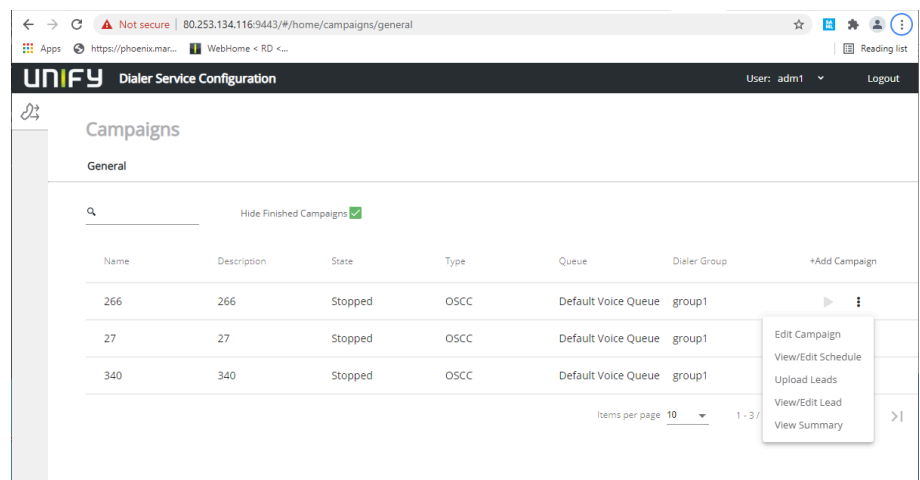 Not secure | 80.253.134.116:9443/#/home/campaigns/general
Apps https://phoenix.mar... WebHome < RD <... Reading list
UNIFY Dialer Service Configuration User: adm1 Logout
Campaigns
General
Hide Finished Campaigns
Name Description State Type Queue Dialer Group +Add Campaign
266 266 Stopped OSCC Default Voice Queue group1
27 27 Stopped OSCC Default Voice Queue group1
340 340 Stopped OSCC Default Voice Queue group1
Edit Campaign
View/Edit Schedule
Upload Leads
View/Edit Lead
View Summary
Items per page 10 1 - 3 /